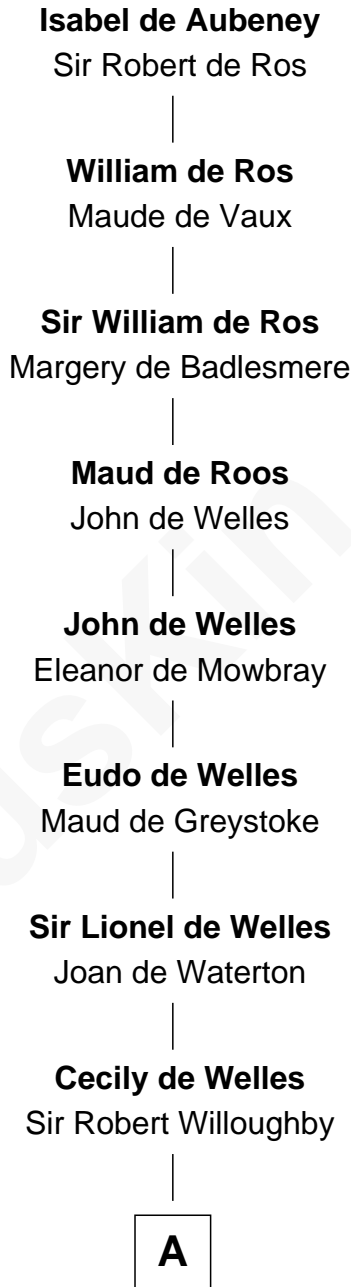 Isabel de Aubeney
Sir Robert de Ros
William de Ros
Maude de Vaux
Sir William de Ros
Margery de Badlesmere
Maud de Roos
John de Welles
John de Welles
Eleanor de Mowbray
Eudo de Welles
Maud de Greystoke
Sir Lionel de Welles
Joan de Waterton
Cecily de Welles
Sir Robert Willoughby
A